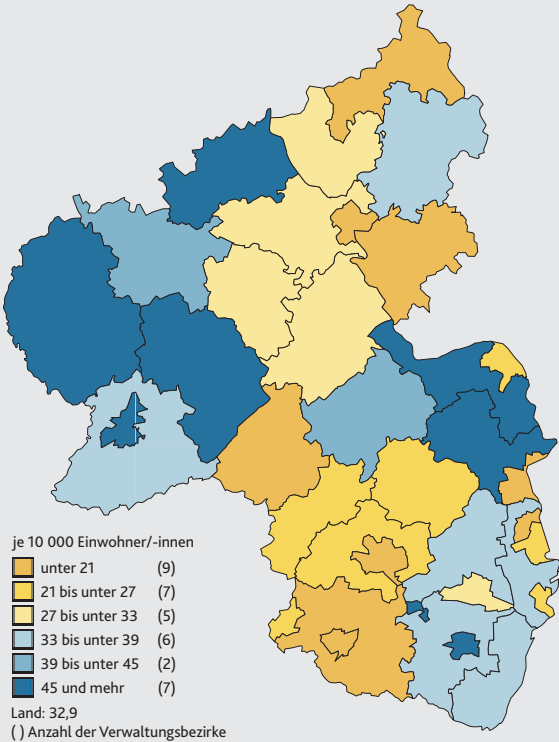 je 10 000 Einwohner/-innen
unter 21 (9)
21 bis unter 27 (7)
27 bis unter 33 (5)
33 bis unter 39 (6)
39 bis unter 45 (2)
45 und mehr (7)
Land: 32,9
( ) Anzahl der Verwaltungsbezirke